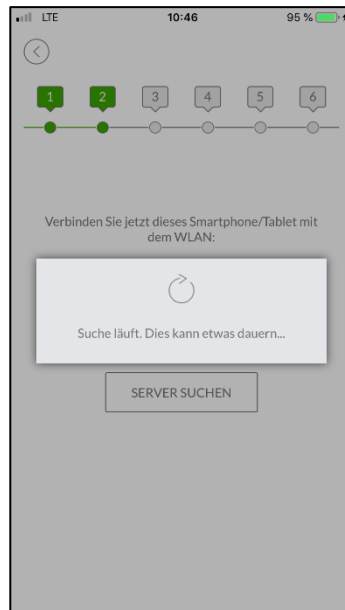 LTE 10:46 95 %
1 2 3 4 5 6
Verbinden Sie jetzt dieses Smartphone/Tablet mit
dem WLAN:
Suche läuft. Dies kann etwas dauern...
SERVER SUCHEN